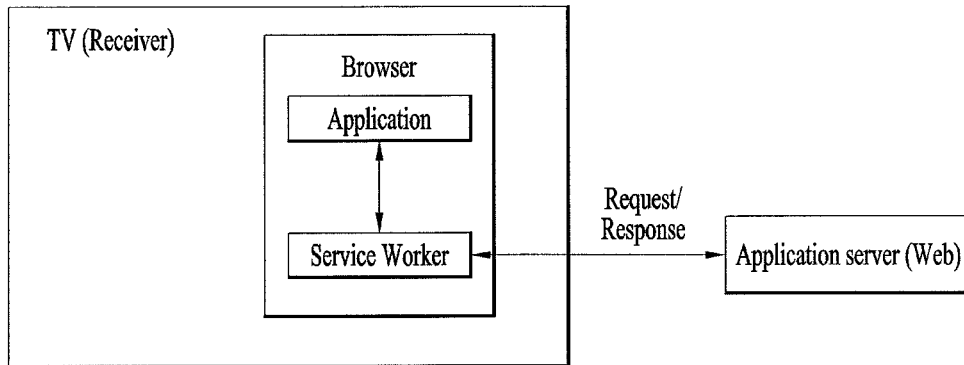 TV (Receiver)
Browser
Application
Service Worker
Request/
Response
Application server (Web)